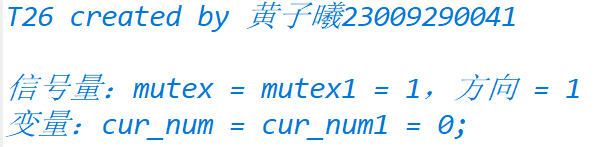 T26 created by 黄子曦23009290041
信号量：mutex = mutex1 = 1，方向 = 1
变量：cur_num = cur_num1 = 0;